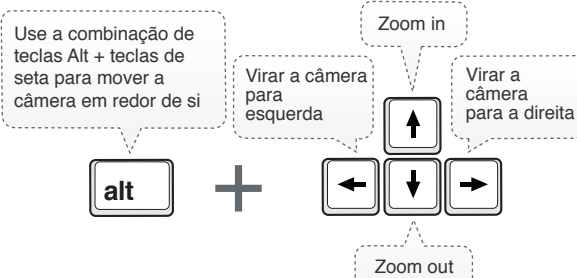 Use a combinação de
teclas Alt + teclas de
seta para mover a
câmera em redor de si
Zoom in
Virar a câmera
para
esquerda
Virar a
câmera
para a direita
alt
Zoom out